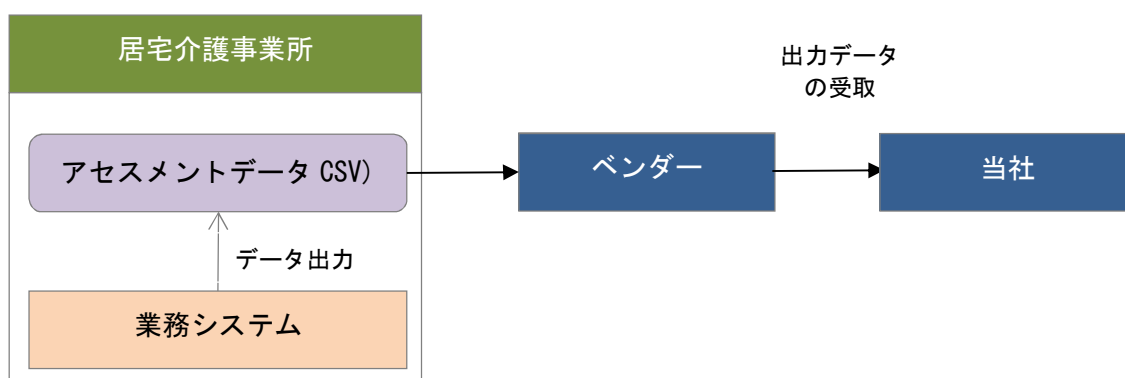 居宅介護事業所
出力データ
の受取
アセスメントデータ CSV)
ベンダー
当社
データ出力
業務システム